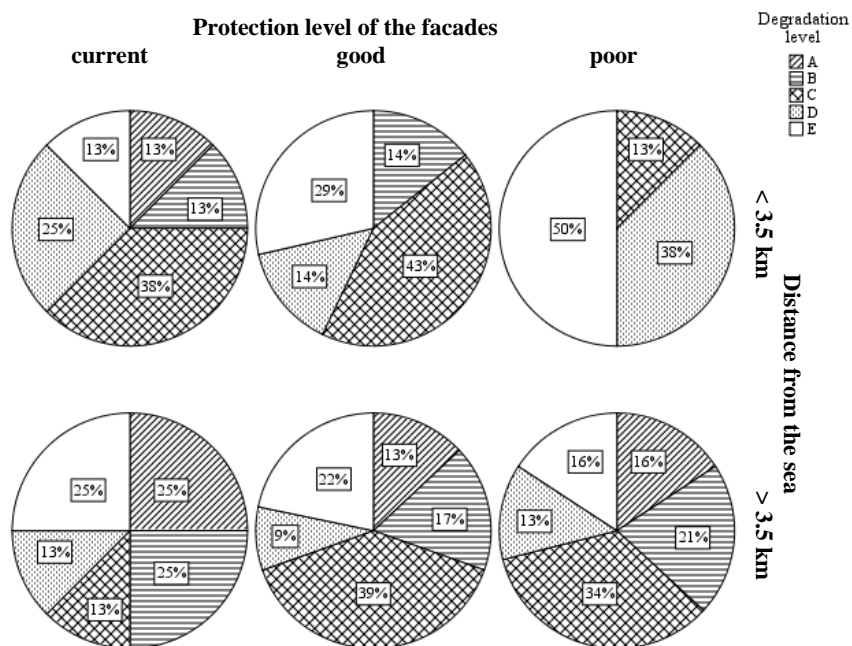 Protection level of the facades
current good poor
Degradation
level
A
B
C
D
E
13% 13%
13%
25%
38%
14%
29%
14%
43%
13%
50%
38%
< 3.5 km
Distance from the sea
25% 25%
13%
13%
25%
13%
22%
17%
9%
39%
16% 16%
13%
21%
34%
> 3.5 km